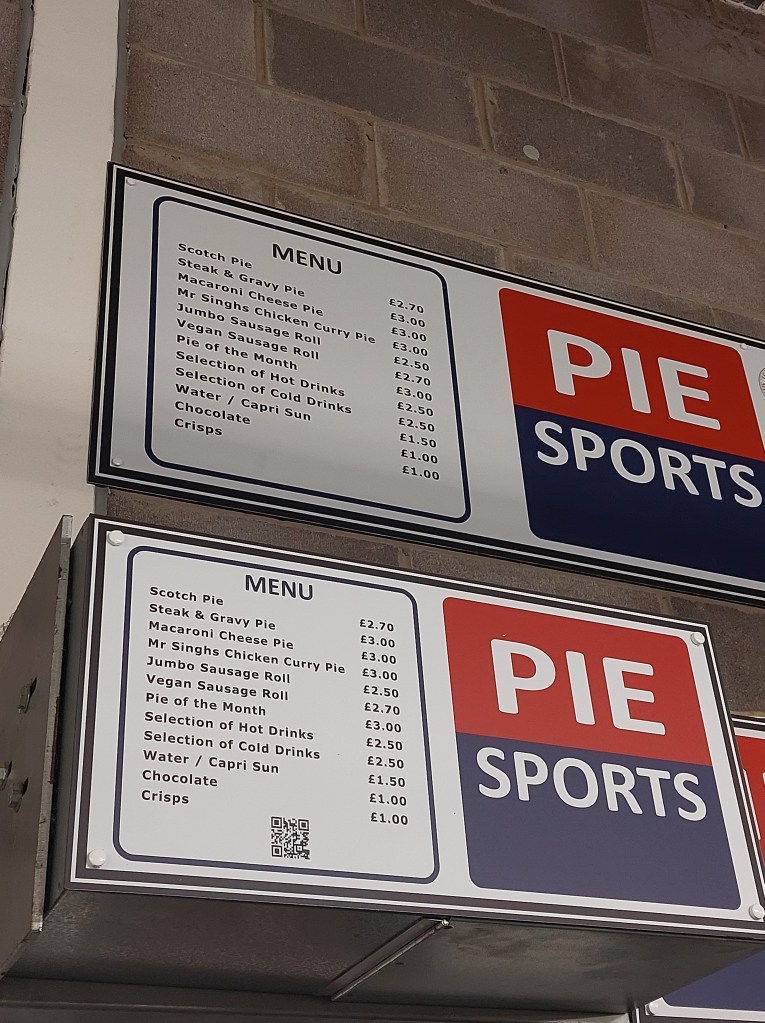 MENU
Scotch Pie £2.70
Steak & Gravy Pie £3.00
Macaroni Cheese Pie £3.00
Mr Singhs Chicken Curry Pie £3.00
Jumbo Sausage Roll £2.50
Vegan Sausage Roll £2.70
Pie of the Month £3.00
Selection of Hot Drinks £2.50
Selection of Cold Drinks £2.50
Water / Capri Sun £1.50
Chocolate £1.00
Crisps £1.00
PIE
SPORTS
MENU
Scotch Pie £2.70
Steak & Gravy Pie £3.00
Macaroni Cheese Pie £3.00
Mr Singhs Chicken Curry Pie £3.00
Jumbo Sausage Roll £2.50
Vegan Sausage Roll £2.70
Pie of the Month £3.00
Selection of Hot Drinks £2.50
Selection of Cold Drinks £2.50
Water / Capri Sun £1.50
Chocolate £1.00
Crisps £1.00
PIE
SPORTS